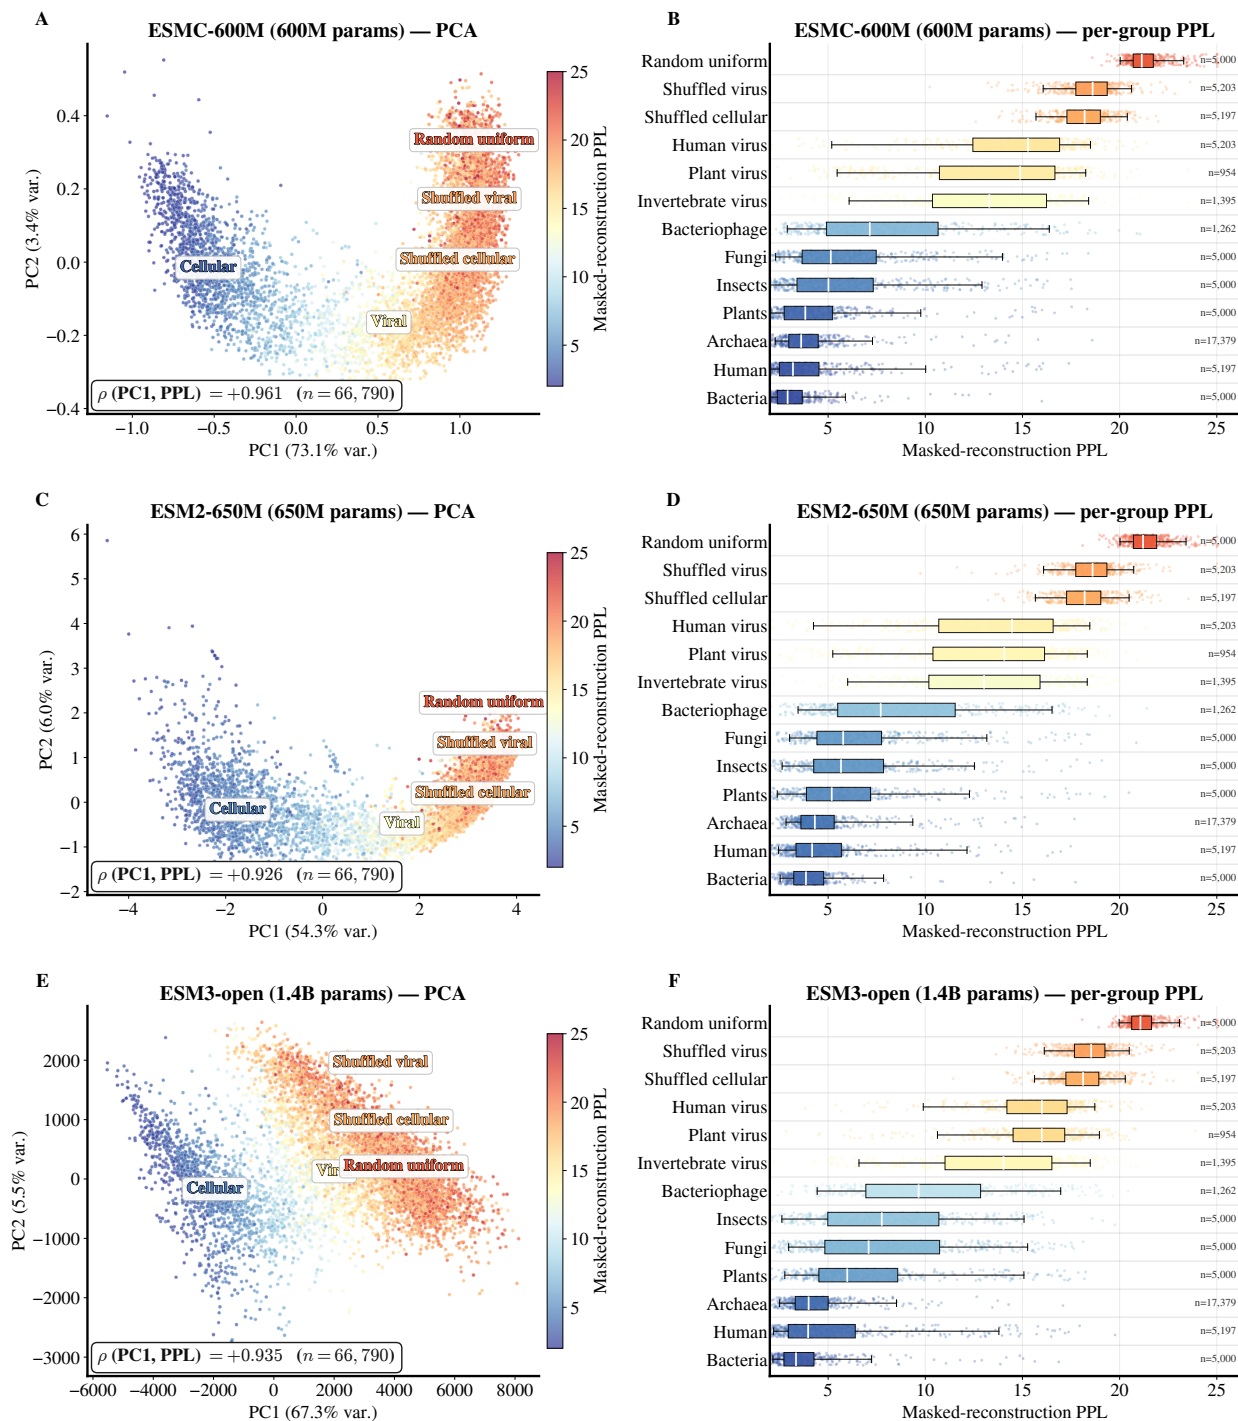 A
ESMC-600M (600M params) — PCA
PC2 (3.4% var.)
0.4
0.2
0.0
−0.2
−0.4
Random uniform
Shuffled viral
Shuffled cellular
Cellular
Viral
ρ (PC1, PPL) = +0.961 (n = 66, 790)
−1.0
−0.5
0.0
0.5
1.0
PC1 (73.1% var.)
25
20
15
10
5
Masked-reconstruction PPL
B
ESMC-600M (600M params) — per-group PPL
Random uniform n=5,000
Shuffled virus n=5,203
Shuffled cellular n=5,197
Human virus n=5,203
Plant virus n=954
Invertebrate virus n=1,395
Bacteriophage n=1,262
Fungi n=5,000
Insects n=5,000
Plants n=5,000
Archaea n=17,379
Human n=5,197
Bacteria n=5,000
5
10
15
20
25
Masked-reconstruction PPL
C
ESM2-650M (650M params) — PCA
PC2 (6.0% var.)
6
5
4
3
2
1
0
−1
−2
Random uniform
Shuffled viral
Shuffled cellular
Cellular
Viral
ρ (PC1, PPL) = +0.926 (n = 66, 790)
−4
−2
0
2
4
PC1 (54.3% var.)
25
20
15
10
5
Masked-reconstruction PPL
D
ESM2-650M (650M params) — per-group PPL
Random uniform n=5,000
Shuffled virus n=5,203
Shuffled cellular n=5,197
Human virus n=5,203
Plant virus n=954
Invertebrate virus n=1,395
Bacteriophage n=1,262
Fungi n=5,000
Insects n=5,000
Plants n=5,000
Archaea n=17,379
Human n=5,197
Bacteria n=5,000
5
10
15
20
25
Masked-reconstruction PPL
E
ESM3-open (1.4B params) — PCA
PC2 (5.5% var.)
2000
1000
0
−1000
−2000
−3000
Shuffled viral
Shuffled cellular
Vir
Random uniform
Cellular
ρ (PC1, PPL) = +0.935 (n = 66, 790)
−6000
−4000
−2000
0
2000
4000
6000
8000
PC1 (67.3% var.)
25
20
15
10
5
Masked-reconstruction PPL
F
ESM3-open (1.4B params) — per-group PPL
Random uniform n=5,000
Shuffled virus n=5,203
Shuffled cellular n=5,197
Human virus n=5,203
Plant virus n=954
Invertebrate virus n=1,395
Bacteriophage n=1,262
Insects n=5,000
Fungi n=5,000
Plants n=5,000
Archaea n=17,379
Human n=5,197
Bacteria n=5,000
5
10
15
20
25
Masked-reconstruction PPL